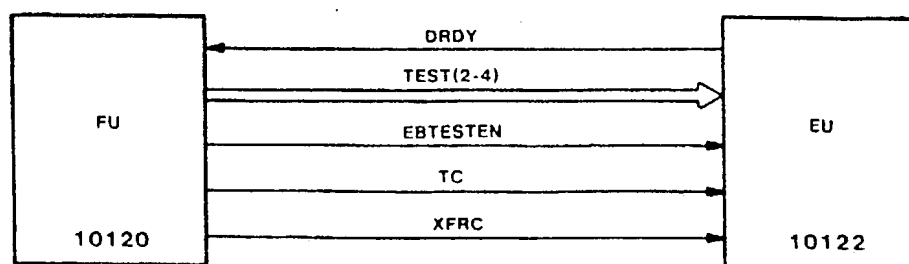 DRDY
TEST(2-4)
FU
EU
EBTESTEN
TC
XFRC
10120
10122